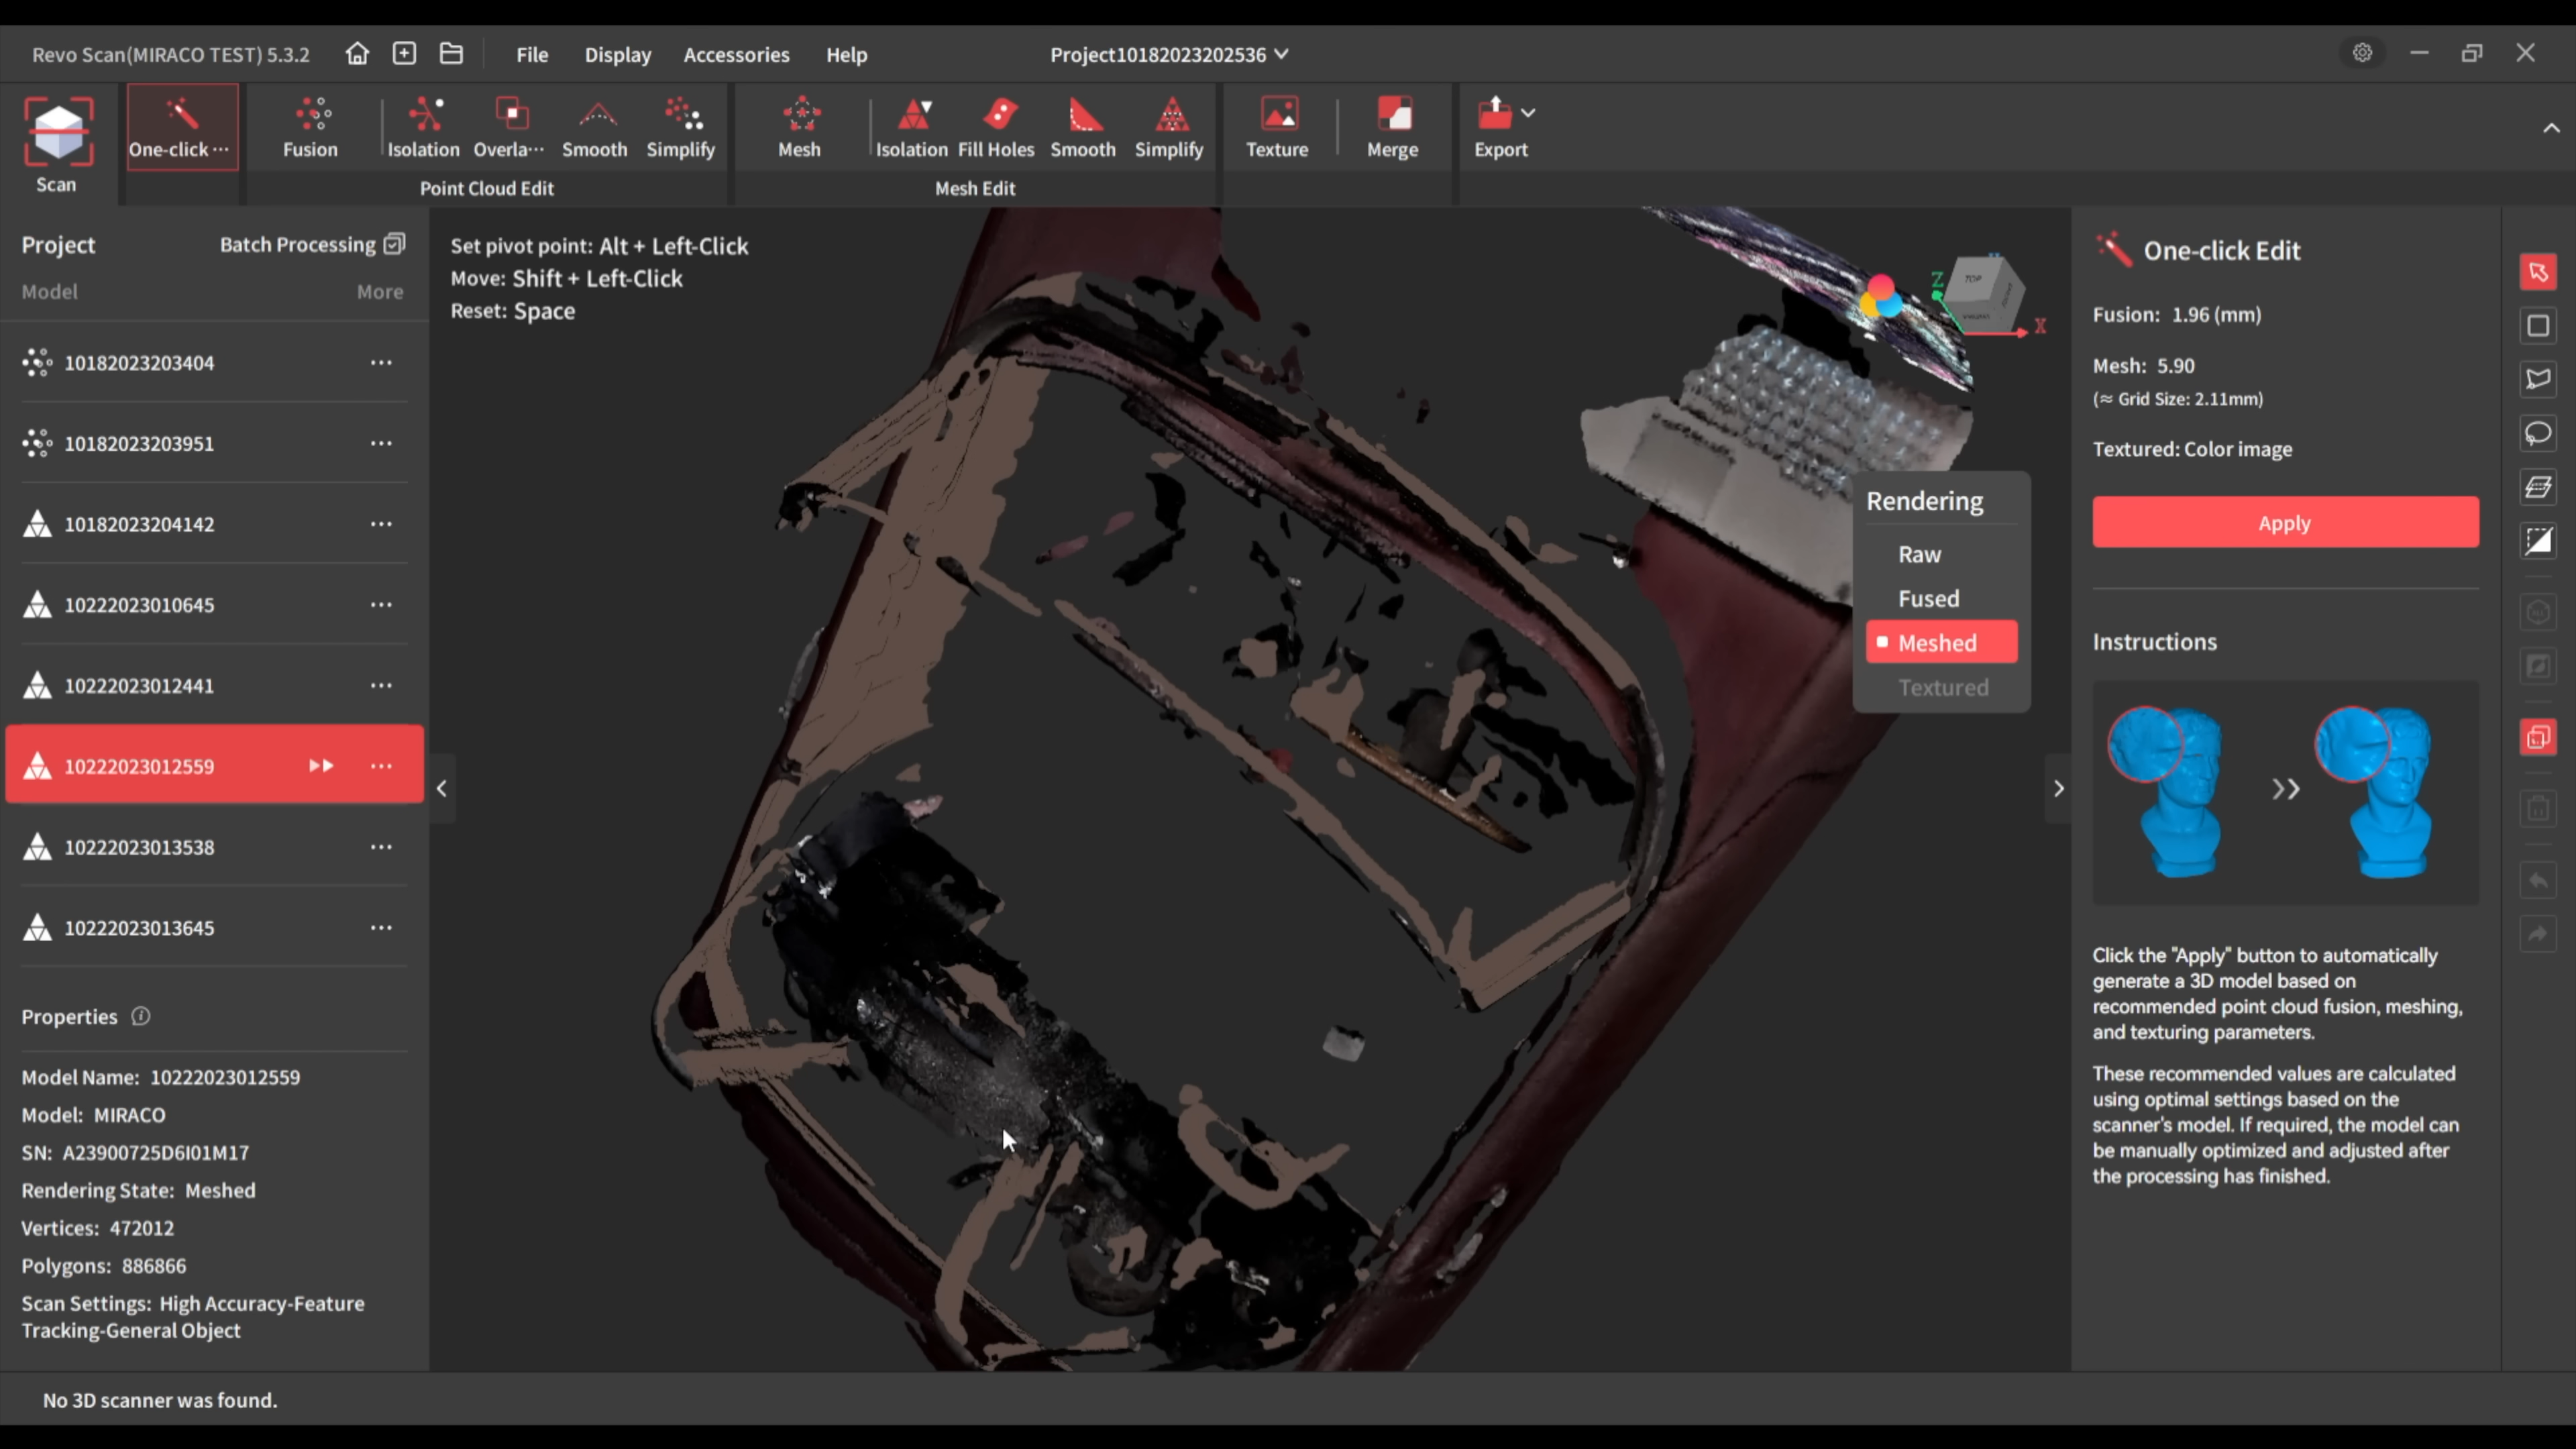 Revo Scan(MIRACO TEST) 5.3.2
File
Display
Accessories
Help
Project10182023202536
Scan
One-click ···
Fusion
Isolation
Overla···
Smooth
Simplify
Point Cloud Edit
Mesh
Isolation
Fill Holes
Smooth
Simplify
Mesh Edit
Texture
Merge
Export
Project
Batch Processing
Model
More
10182023203404
10182023203951
10182023204142
10222023010645
10222023012441
10222023012559
10222023013538
10222023013645
Properties
Model Name: 10222023012559
Model: MIRACO
SN: A23900725D6I01M17
Rendering State: Meshed
Vertices: 472012
Polygons: 886866
Scan Settings: High Accuracy-Feature
Tracking-General Object
Set pivot point: Alt + Left-Click
Move: Shift + Left-Click
Reset: Space
Z
TOP
X
Rendering
Raw
Fused
Meshed
Textured
One-click Edit
Fusion: 1.96 (mm)
Mesh: 5.90
(≈ Grid Size: 2.11mm)
Textured: Color image
Apply
Instructions
Click the "Apply" button to automatically
generate a 3D model based on
recommended point cloud fusion, meshing,
and texturing parameters.
These recommended values are calculated
using optimal settings based on the
scanner's model. If required, the model can
be manually optimized and adjusted after
the processing has finished.
No 3D scanner was found.